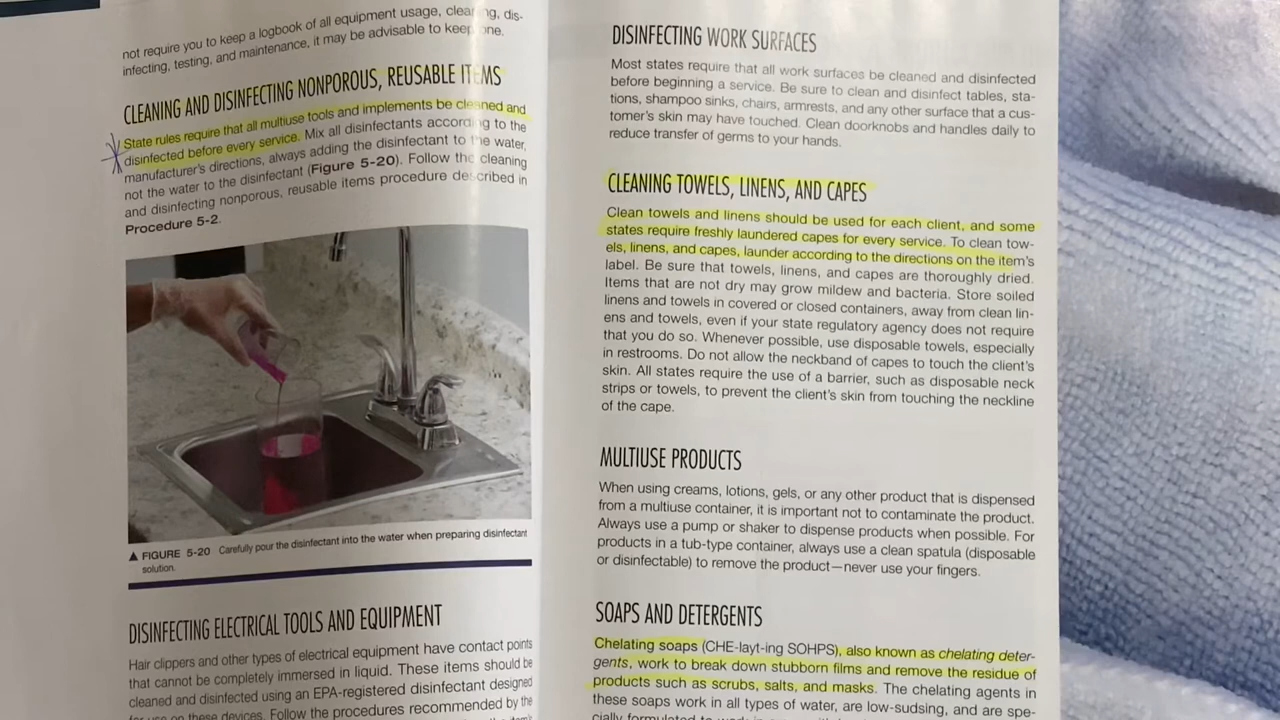 not require you to keep a logbook of all equipment usage, cleaning, dis-
infecting, testing, and maintenance, it may be advisable to keep one.
CLEANING AND DISINFECTING NONPOROUS, REUSABLE ITEMS
State rules require that all multiuse tools and implements be cleaned and
disinfected before every service. Mix all disinfectants according to the
manufacturer's directions, always adding the disinfectant to the water,
not the water to the disinfectant (Figure 5-20). Follow the cleaning
and disinfecting nonporous, reusable items procedure described in
Procedure 5-2.
▲ FIGURE 5-20 Carefully pour the disinfectant into the water when preparing disinfectant
solution.
DISINFECTING ELECTRICAL TOOLS AND EQUIPMENT
Hair clippers and other types of electrical equipment have contact points
that cannot be completely immersed in liquid. These items should be
cleaned and disinfected using an EPA-registered disinfectant designed
for use on these devices. Follow the procedures recommended by the
DISINFECTING WORK SURFACES
Most states require that all work surfaces be cleaned and disinfected
before beginning a service. Be sure to clean and disinfect tables, sta-
tions, shampoo sinks, chairs, armrests, and any other surface that a cus-
tomer's skin may have touched. Clean doorknobs and handles daily to
reduce transfer of germs to your hands.
CLEANING TOWELS, LINENS, AND CAPES
Clean towels and linens should be used for each client, and some
states require freshly laundered capes for every service. To clean tow-
els, linens, and capes, launder according to the directions on the item's
label. Be sure that towels, linens, and capes are thoroughly dried.
Items that are not dry may grow mildew and bacteria. Store soiled
linens and towels in covered or closed containers, away from clean lin-
ens and towels, even if your state regulatory agency does not require
that you do so. Whenever possible, use disposable towels, especially
in restrooms. Do not allow the neckband of capes to touch the client's
skin. All states require the use of a barrier, such as disposable neck
strips or towels, to prevent the client's skin from touching the neckline
of the cape.
MULTIUSE PRODUCTS
When using creams, lotions, gels, or any other product that is dispensed
from a multiuse container, it is important not to contaminate the product.
Always use a pump or shaker to dispense products when possible. For
products in a tub-type container, always use a clean spatula (disposable
or disinfectable) to remove the product—never use your fingers.
SOAPS AND DETERGENTS
Chelating soaps (CHE-layt-ing SOHPS), also known as chelating deter-
gents, work to break down stubborn films and remove the residue of
products such as scrubs, salts, and masks. The chelating agents in
these soaps work in all types of water, are low-sudsing, and are spe-
cially formulated to work in